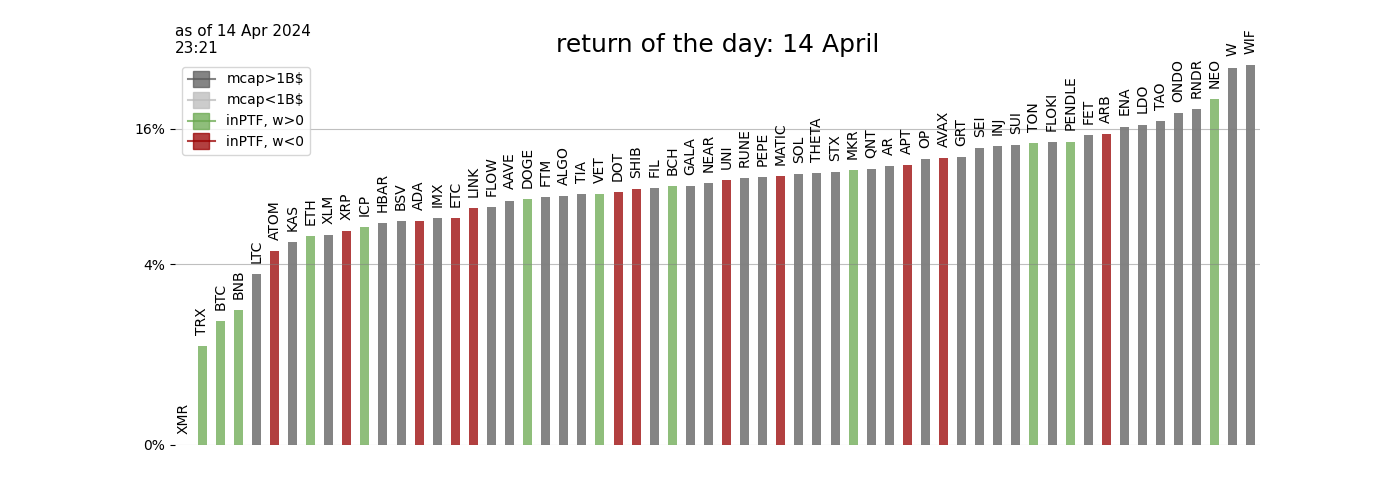 as of 14 Apr 2024
23:21
return of the day: 14 April
mcap>1B$
mcap<1B$
inPTF, w>0
inPTF, w<0
16%
4%
0%
XMR
TRX
BTC
BNB
LTC
ATOM
KAS
ETH
XLM
XRP
ICP
HBAR
BSV
ADA
IMX
ETC
LINK
FLOW
AAVE
DOGE
FTM
ALGO
TIA
VET
DOT
SHIB
FIL
BCH
GALA
NEAR
UNI
RUNE
PEPE
MATIC
SOL
THETA
STX
MKR
QNT
AR
APT
OP
AVAX
GRT
SEI
INJ
SUI
TON
FLOKI
PENDLE
FET
ARB
ENA
LDO
TAO
ONDO
RNDR
NEO
W
WIF